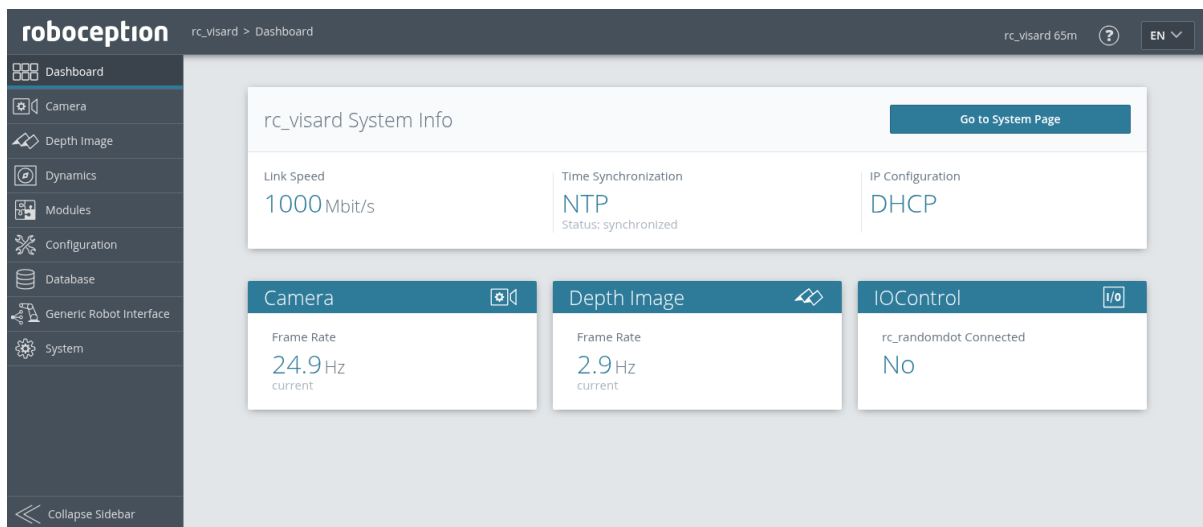 roboception
rc_visard > Dashboard
rc_visard 65m
?
EN
Dashboard
Camera
Depth Image
Dynamics
Modules
Configuration
Database
Generic Robot Interface
System
Collapse Sidebar
rc_visard System Info
Go to System Page
Link Speed
1000 Mbit/s
Time Synchronization
NTP
Status: synchronized
IP Configuration
DHCP
Camera
Frame Rate
24.9 Hz
current
Depth Image
Frame Rate
2.9 Hz
current
IOControl
I/O
rc_randomdot Connected
No